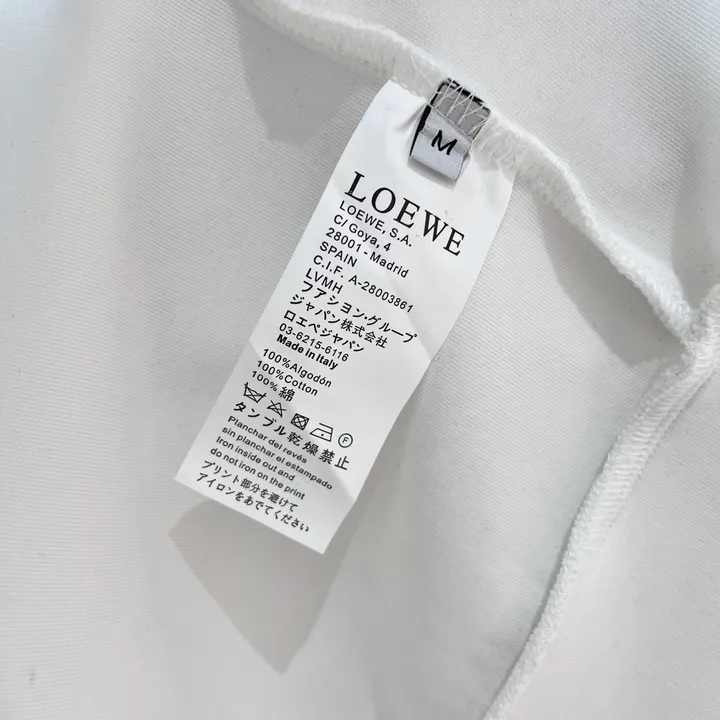 M
LOEWE
LOEWE, S.A.
C/ Goya, 4
28001 - Madrid
SPAIN
C.I.F. A-28003861
LVMH
ファション·グループ
ジャパン株式会社
ロエベジャパン
03-6215-6116
Made in Italy
100%Algodón
100%Cotton
100%綿
F
タンブル乾燥禁止
Planchar del revés
sin planchar el estampado
Iron inside out and
do not iron on the print
プリント部分を避けて
アイロンをあててください